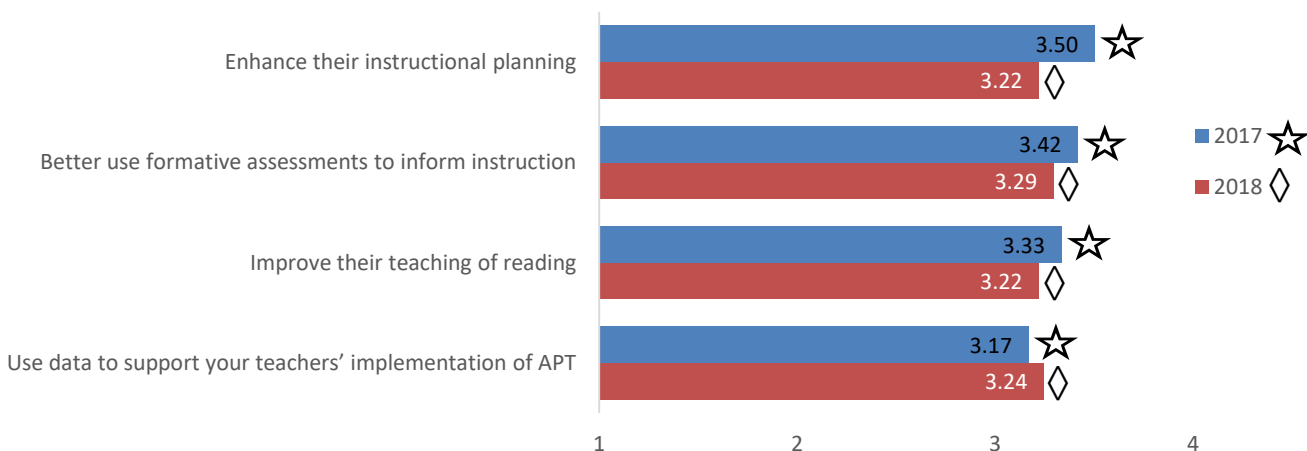 Enhance their instructional planning
3.50
3.22
Better use formative assessments to inform instruction
3.42
3.29
Improve their teaching of reading
3.33
3.22
Use data to support your teachers’ implementation of APT
3.17
3.24
2017
2018
1 2 3 4